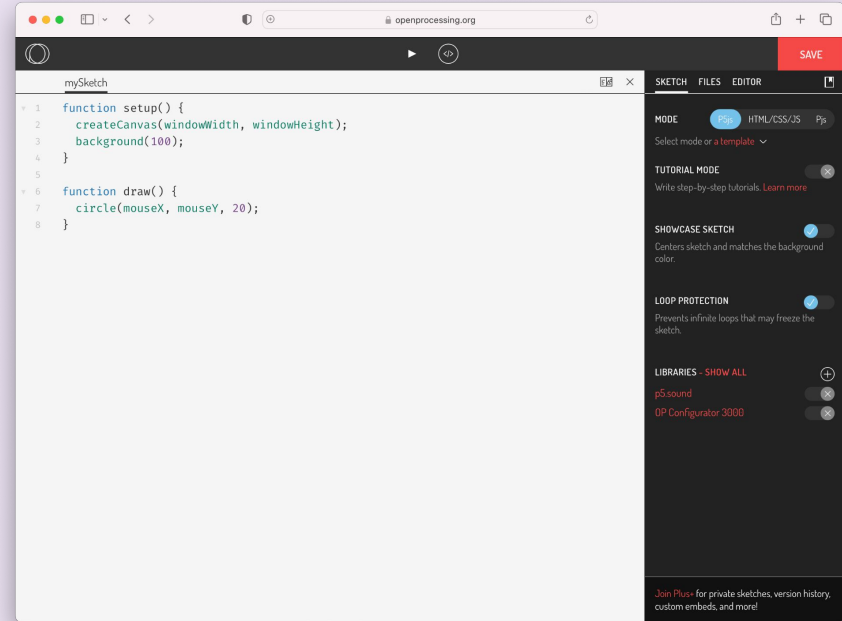 openprocessing.org
SAVE
mySketch
SKETCH FILES EDITOR
1 function setup() {
2 createCanvas(windowWidth, windowHeight);
3 background(100);
4 }
5
6 function draw() {
7 circle(mouseX, mouseY, 20);
8 }
MODE P5js HTML/CSS/JS Pjs
Select mode or a template
TUTORIAL MODE
Write step-by-step tutorials. Learn more
SHOWCASE SKETCH
Centers sketch and matches the background
color.
LOOP PROTECTION
Prevents infinite loops that may freeze the
sketch.
LIBRARIES - SHOW ALL
p5.sound
OP Configurator 3000
Join Plus+ for private sketches, version history,
custom embeds, and more!